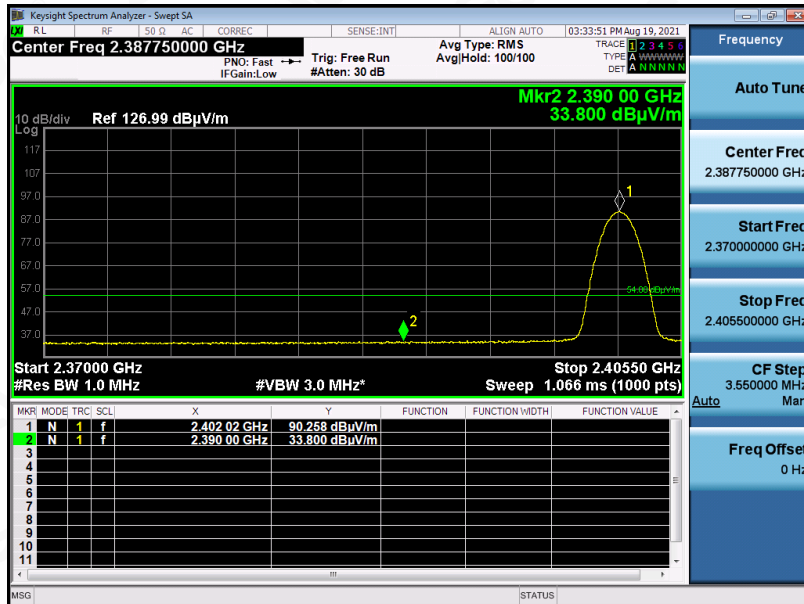 Keysight Spectrum Analyzer - Swept SA
LXI RL RF 50 Ω AC CORREC SENSE:INT ALIGN AUTO 03:33:51 PM Aug 19, 2021
Center Freq 2.387750000 GHz
PNO: Fast
IFGain:Low
Trig: Free Run
#Atten: 30 dB
Avg Type: RMS
Avg|Hold: 100/100
TRACE 1 2 3 4 5 6
TYPE A WWWWW
DET A N N N N N
Mkr2 2.390 00 GHz
33.800 dBµV/m
10 dB/div Ref 126.99 dBµV/m
Log
117
107
97.0
87.0
77.0
67.0
57.0
47.0
37.0
1
54.00 dBµV/m
2
Start 2.37000 GHz Stop 2.40550 GHz
#Res BW 1.0 MHz #VBW 3.0 MHz* Sweep 1.066 ms (1000 pts)
MKR MODE TRC SCL X Y FUNCTION FUNCTION WIDTH FUNCTION VALUE
1 N 1 f 2.402 02 GHz 90.258 dBµV/m
2 N 1 f 2.390 00 GHz 33.800 dBµV/m
3
4
5
6
7
8
9
10
11
MSG STATUS
Frequency
Auto Tune
Center Freq
2.387750000 GHz
Start Freq
2.370000000 GHz
Stop Freq
2.405500000 GHz
CF Step
3.550000 MHz
Auto Man
Freq Offset
0 Hz